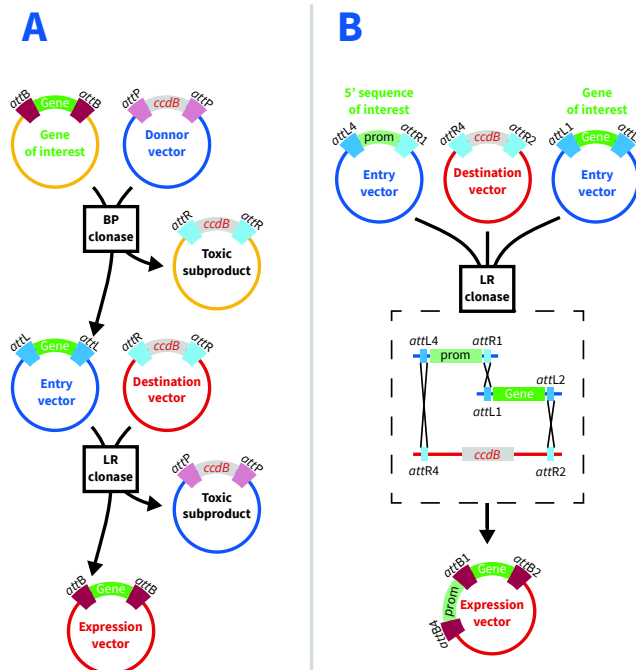 A
attB
Gene
attB
Gene
of interest
attP
ccdB
attP
Donnor
vector
BP
clonase
attR
ccdB
attR
Toxic
subproduct
attL
Gene
attL
Entry
vector
attR
ccdB
attR
Destination
vector
LR
clonase
attP
ccdB
attP
Toxic
subproduct
attB
Gene
attB
Expression
vector
B
5’ sequence
of interest
attL4
prom
attR1
Entry
vector
attR4
ccdB
attR2
Destination
vector
Gene
of interest
attL1
Gene
Entry
vector
LR
clonase
attL4
attR1
prom
attL2
Gene
attL1
ccdB
attR4
attR2
attB1
Gene
attB2
prom
attB4
Expression
vector